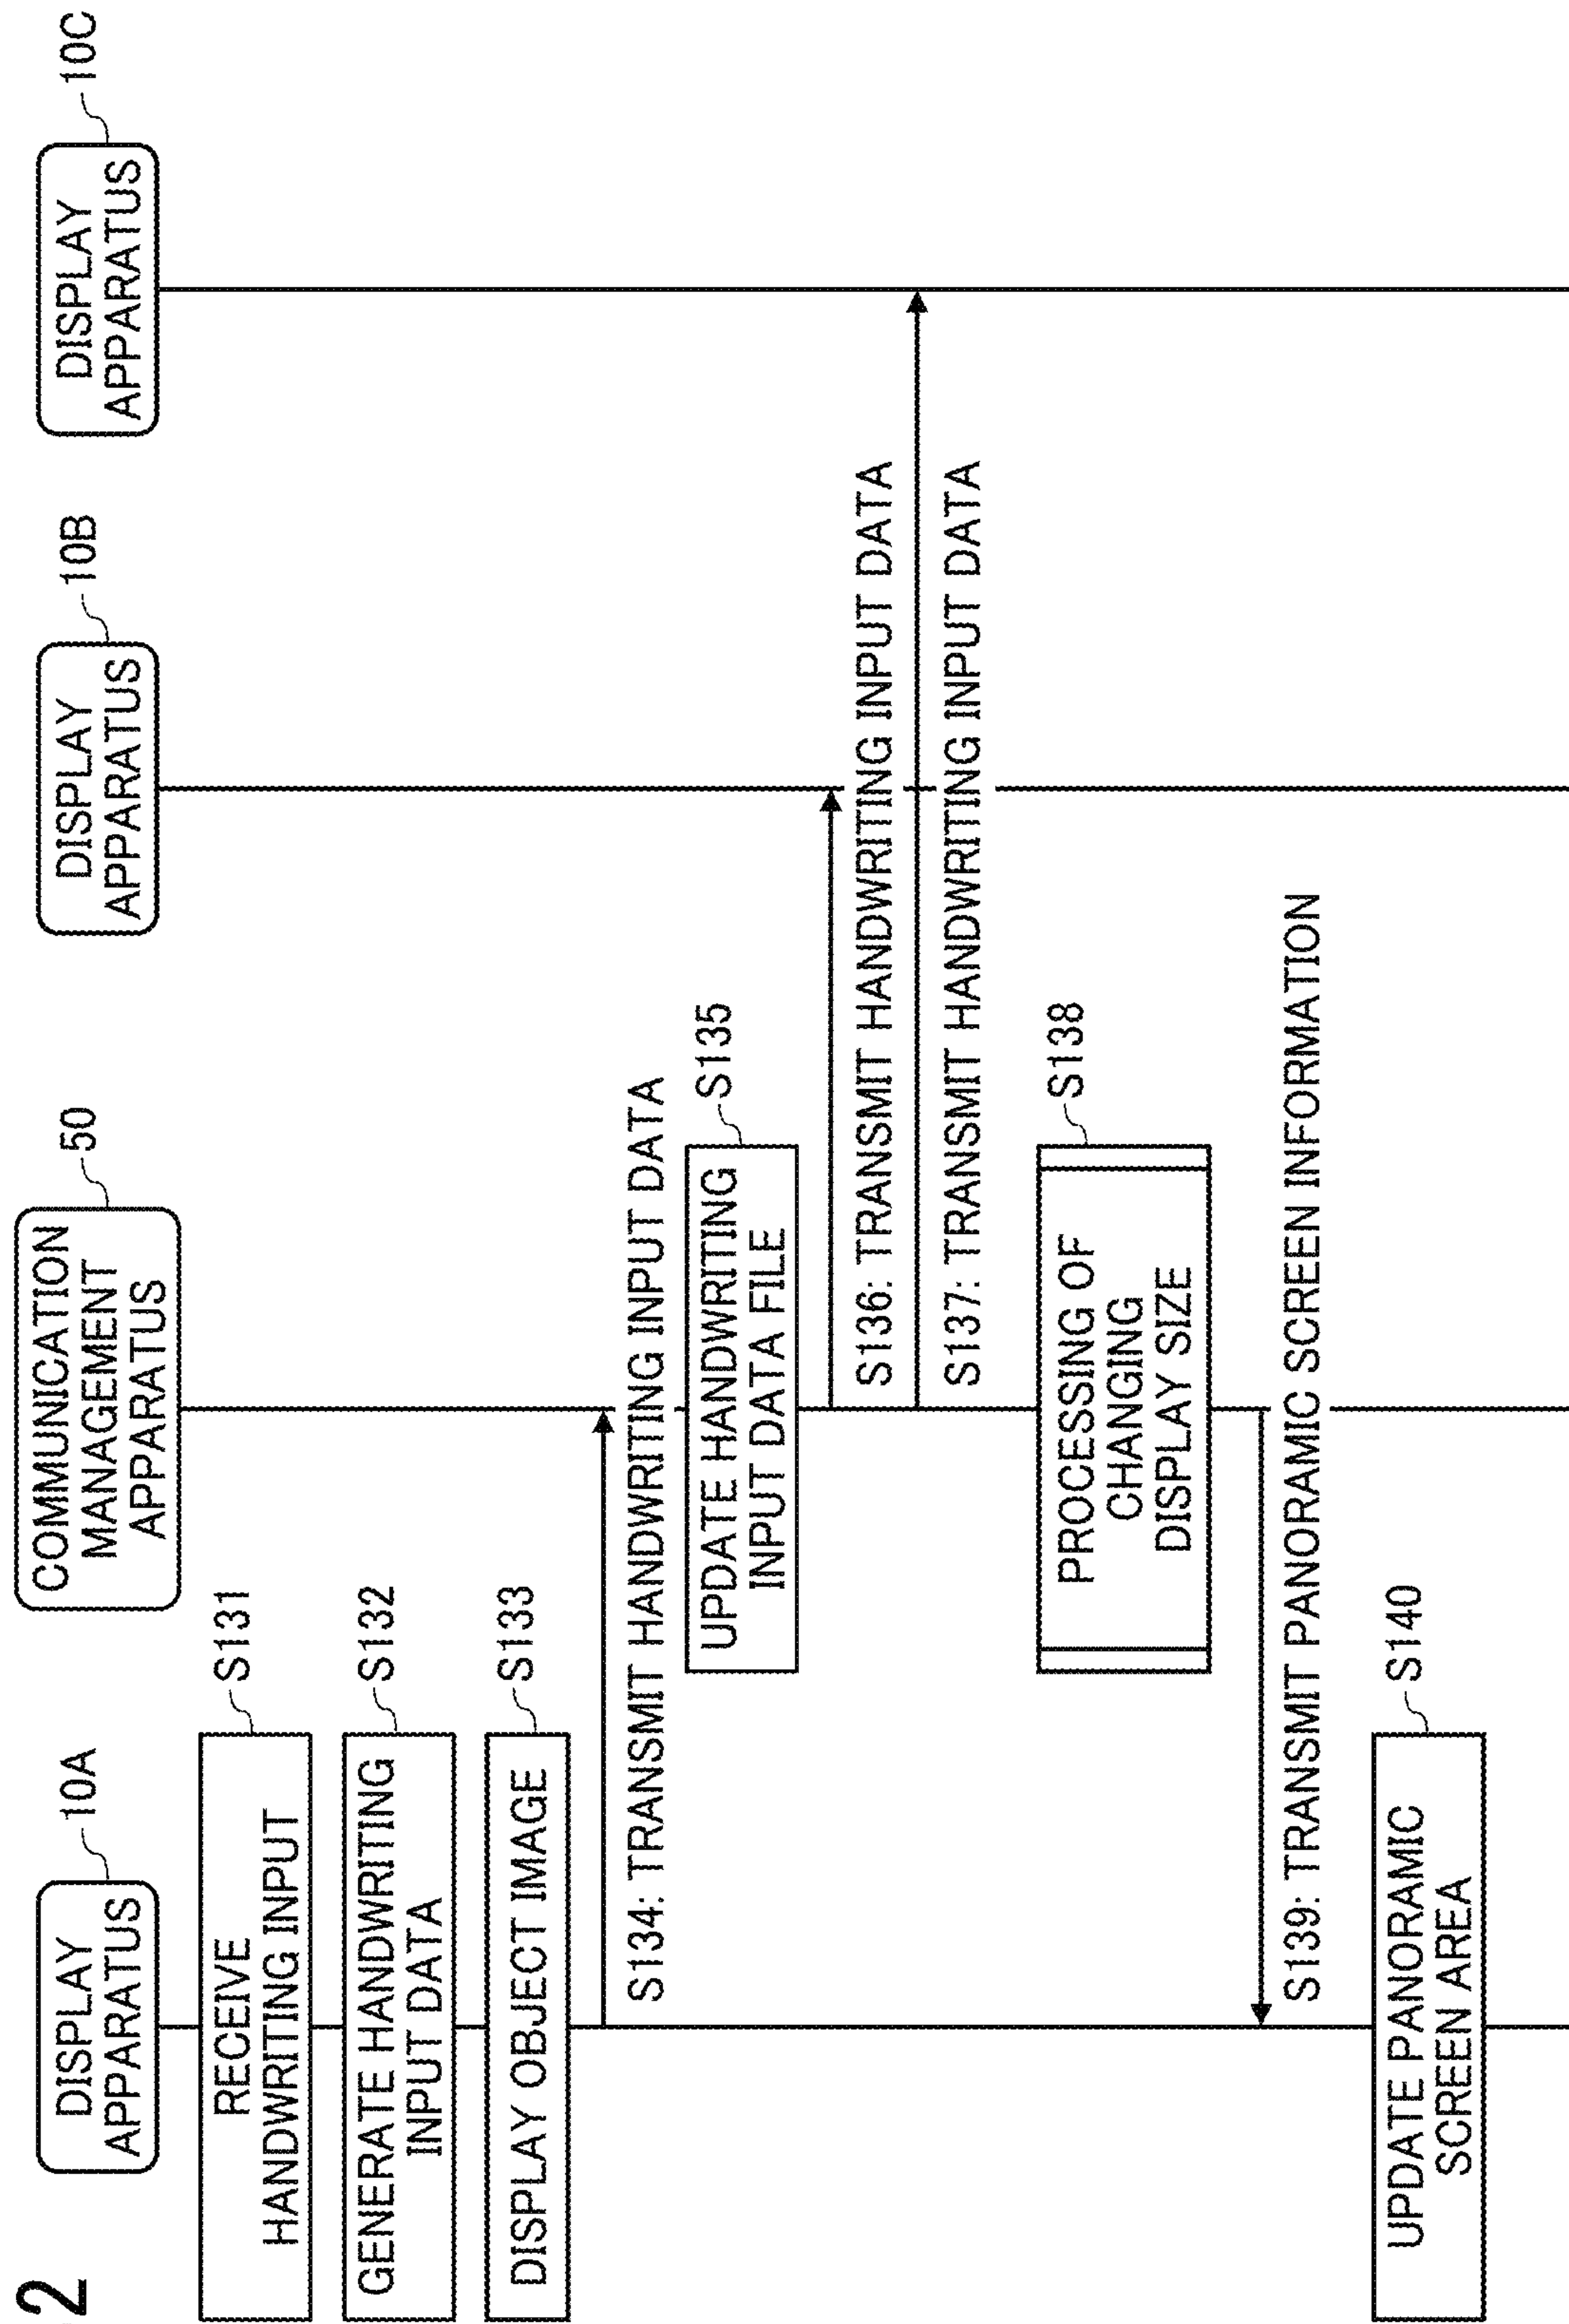 2
DISPLAY
APPARATUS
10A
COMMUNICATION
MANAGEMENT
APPARATUS
50
DISPLAY
APPARATUS
10B
DISPLAY
APPARATUS
10C
RECEIVE
HANDWRITING INPUT
S131
GENERATE HANDWRITING
INPUT DATA
S132
DISPLAY OBJECT IMAGE
S133
S134: TRANSMIT HANDWRITING INPUT DATA
UPDATE HANDWRITING
INPUT DATA FILE
S135
S136: TRANSMIT HANDWRITING INPUT DATA
S137: TRANSMIT HANDWRITING INPUT DATA
PROCESSING OF
CHANGING
DISPLAY SIZE
S138
S139: TRANSMIT PANORAMIC SCREEN INFORMATION
UPDATE PANORAMIC
SCREEN AREA
S140